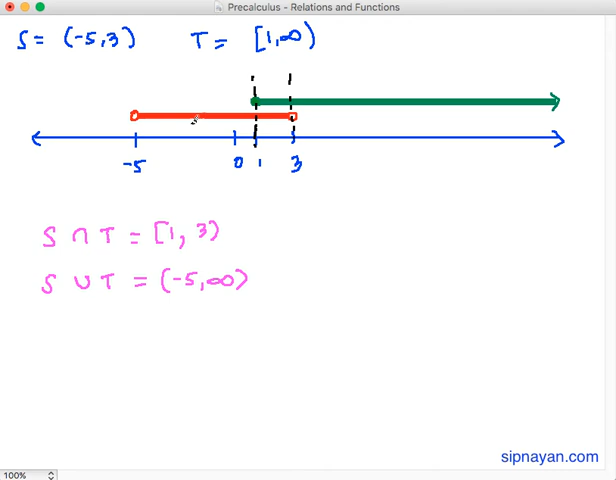 Precalculus - Relations and Functions
S = (-5,3) T = [1,∞)
-5 0 1 3
S ∩ T = [1, 3)
S ∪ T = (-5,∞)
sipnayan.com
100%